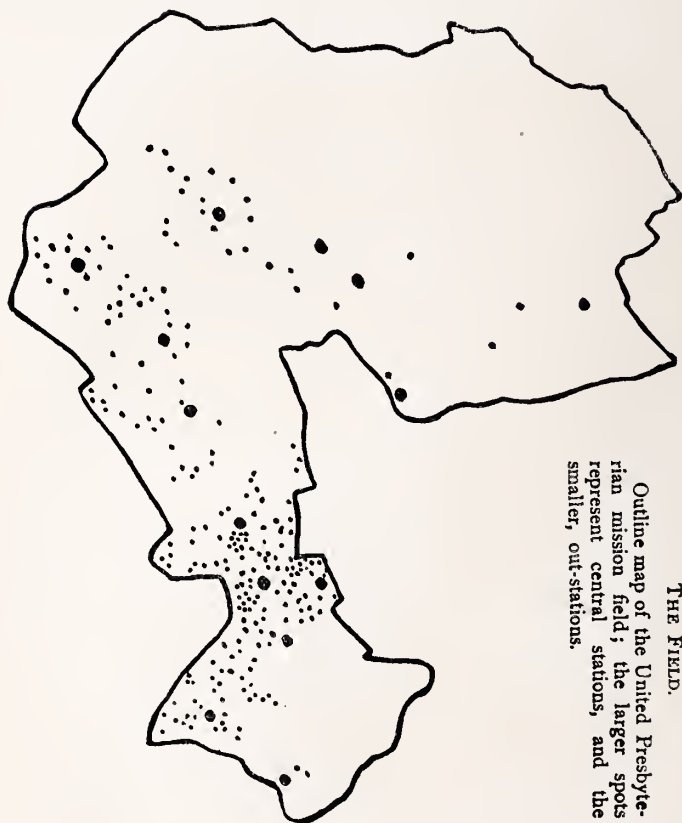 THE FIELD.
Outline map of the United Presbyte-
rian mission field; the larger spots
represent central stations, and the
smaller, out-stations.